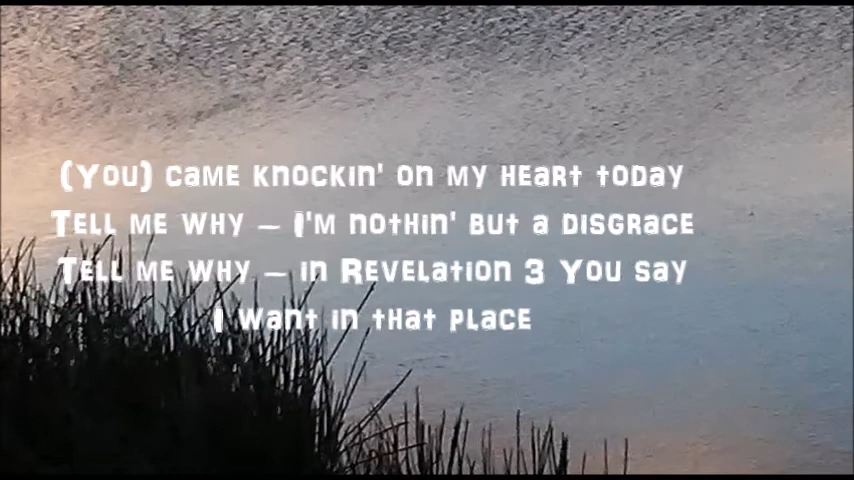 (You) came knockin' on my heart today
Tell me why – I'm nothin' but a disgrace
Tell me why – in Revelation 3 You say
I want in that place